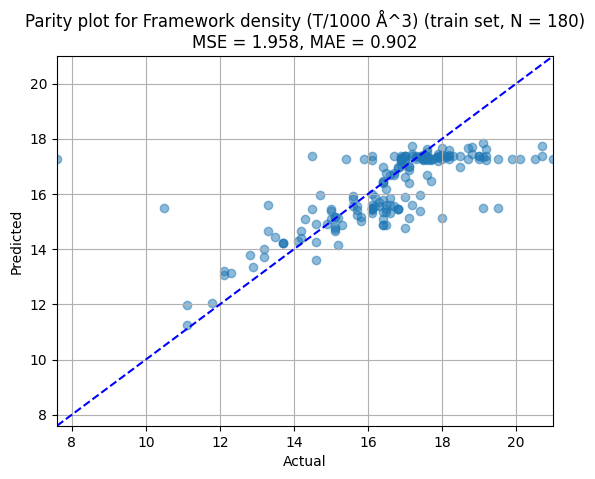 Parity plot for Framework density (T/1000 Å^3) (train set, N = 180)
MSE = 1.958, MAE = 0.902
20
18
16
14
12
10
8
Predicted
8 10 12 14 16 18 20
Actual